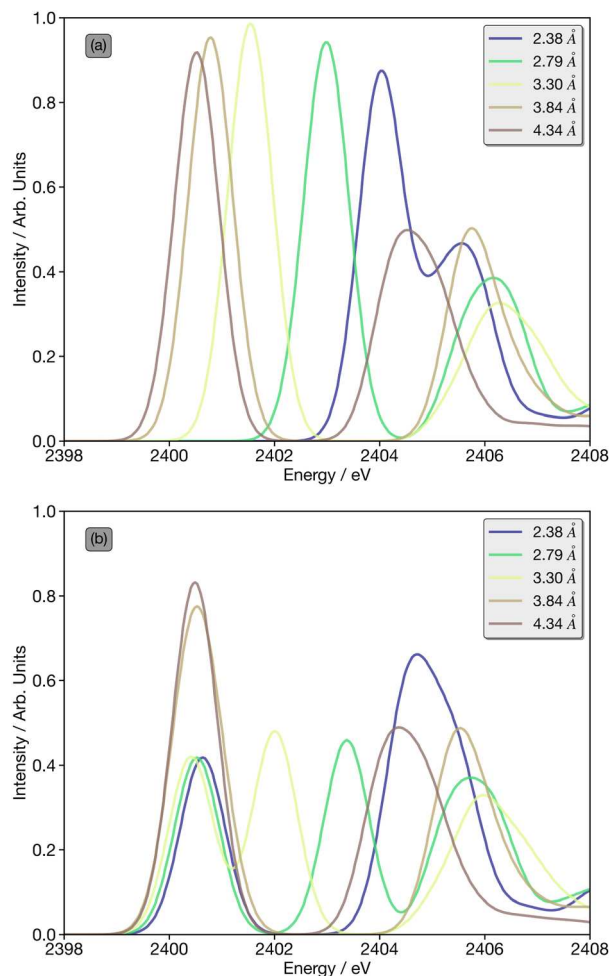 1.0
(a)
2.38 Å
2.79 Å
3.30 Å
3.84 Å
4.34 Å
0.8
0.6
0.4
0.2
0.0
Intensity / Arb. Units
2398 2400 2402 2404 2406 2408
Energy / eV
1.0
(b)
2.38 Å
2.79 Å
3.30 Å
3.84 Å
4.34 Å
0.8
0.6
0.4
0.2
0.0
Intensity / Arb. Units
2398 2400 2402 2404 2406 2408
Energy / eV